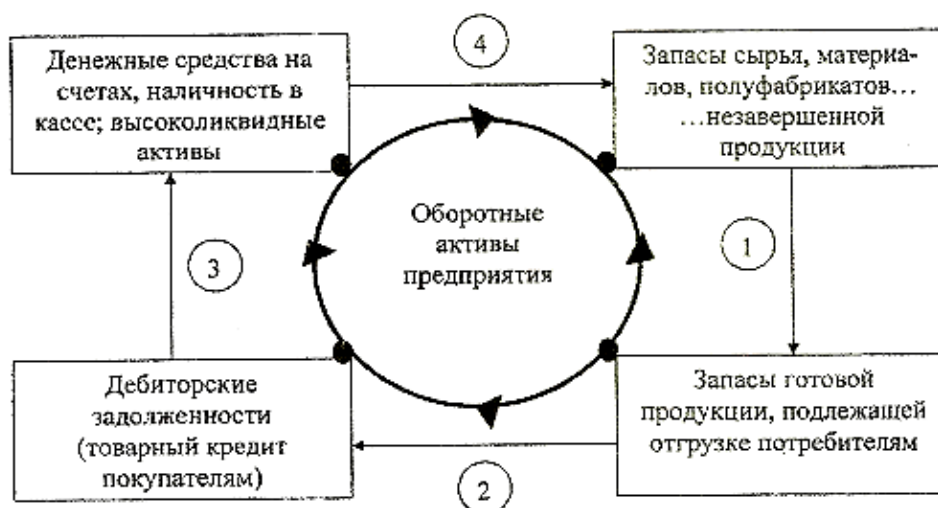 4
Денежные средства на
счетах, наличность в
кассе; высоликвидные
активы
Запасы сырья, материа-
лов, полуфабрикатов...
...незавершенной
продукции
Оборотные
активы
предприятия
3
1
Дебиторские
задолженности
(товарный кредит
покупателям)
Запасы готовой
продукции, подлежащей
отгрузке потребителям
2